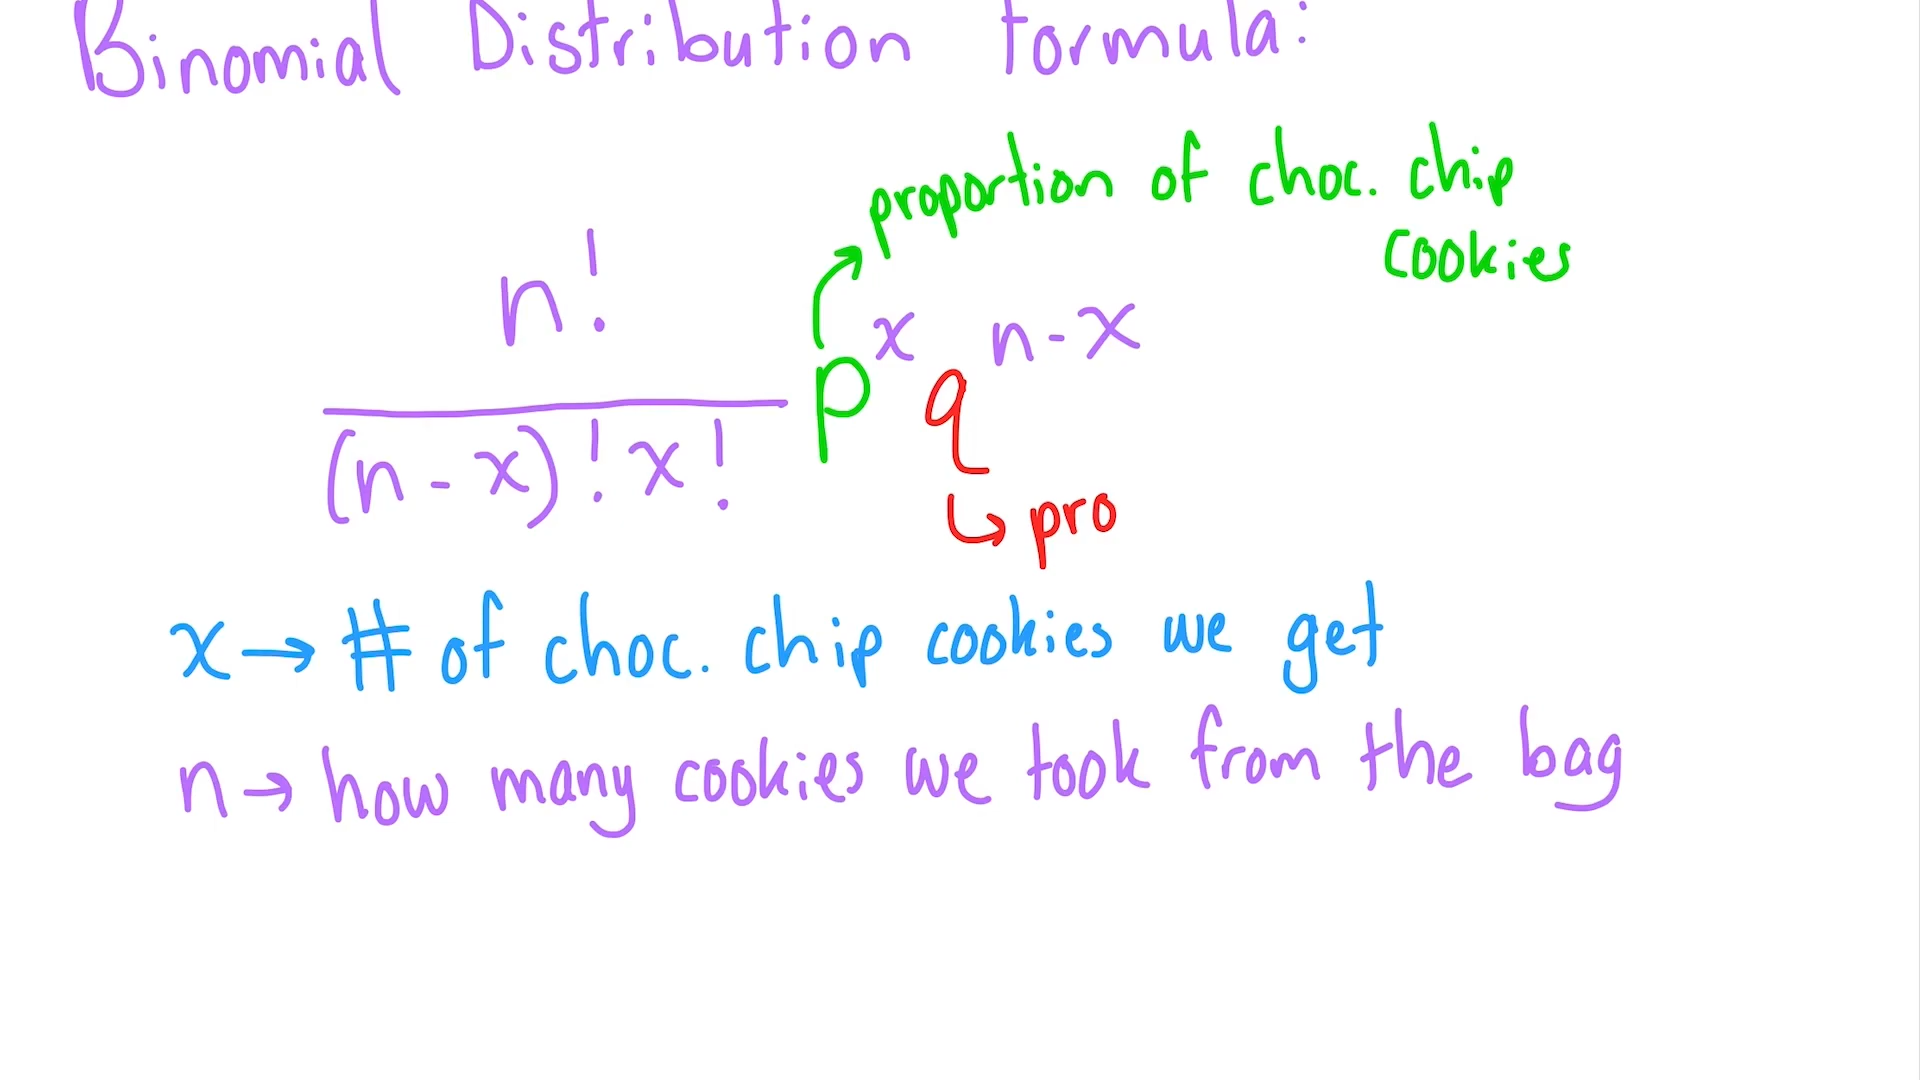 Binomial Distribution formula:
proportion of choc. chip
cookies
n!
(n-x)! x!
p^x q^n-x
↳ pro
x → # of choc. chip cookies we get
n → how many cookies we took from the bag